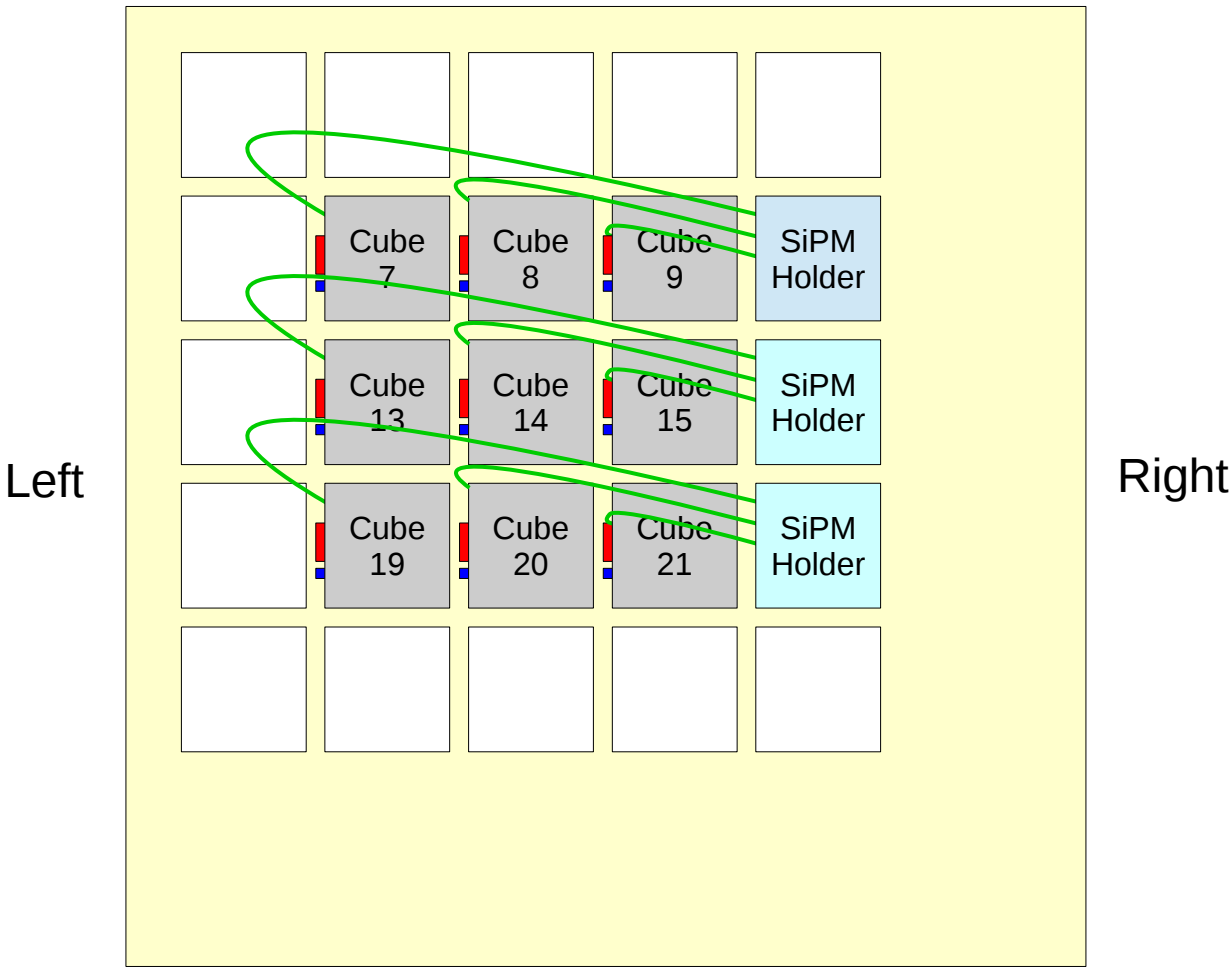 Cube
7
Cube
8
Cube
9
SiPM
Holder
Cube
13
Cube
14
Cube
15
SiPM
Holder
Left
Right
Cube
19
Cube
20
Cube
21
SiPM
Holder